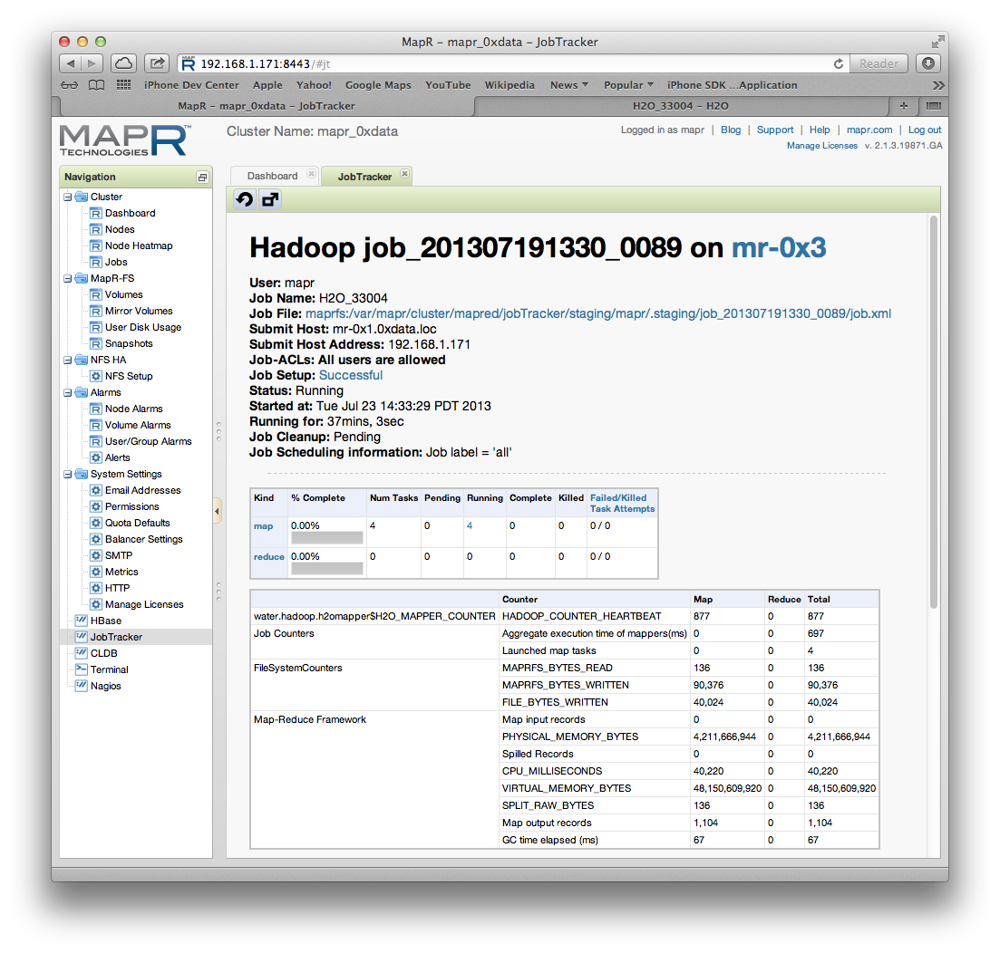 MapR – mapr_0xdata – JobTracker
MAPR 192.168.1.171:8443/#jt
Reader
iPhone Dev Center Apple Yahoo! Google Maps YouTube Wikipedia News Popular iPhone SDK ...Application
MapR – mapr_0xdata – JobTracker
H2O_33004 – H2O
MAPR™
TECHNOLOGIES
Cluster Name: mapr_0xdata
Logged in as mapr | Blog | Support | Help | mapr.com | Log out
Manage Licenses v. 2.1.3.19871.GA
Navigation
Cluster
Dashboard
Nodes
Node Heatmap
Jobs
MapR-FS
Volumes
Mirror Volumes
User Disk Usage
Snapshots
NFS HA
NFS Setup
Alarms
Node Alarms
Volume Alarms
User/Group Alarms
Alerts
System Settings
Email Addresses
Permissions
Quota Defaults
Balancer Settings
SMTP
Metrics
HTTP
Manage Licenses
HBase
JobTracker
CLDB
Terminal
Nagios
Dashboard
JobTracker
Hadoop job_201307191330_0089 on mr-0x3
User: mapr
Job Name: H2O_33004
Job File: maprfs:/var/mapr/cluster/mapred/jobTracker/staging/mapr/.staging/job_201307191330_0089/job.xml
Submit Host: mr-0x1.0xdata.loc
Submit Host Address: 192.168.1.171
Job-ACLs: All users are allowed
Job Setup: Successful
Status: Running
Started at: Tue Jul 23 14:33:29 PDT 2013
Running for: 37mins, 3sec
Job Cleanup: Pending
Job Scheduling information: Job label = 'all'
Kind % Complete Num Tasks Pending Running Complete Killed Failed/Killed Task Attempts
map 0.00% 4 0 4 0 0 0 / 0
reduce 0.00% 0 0 0 0 0 0 / 0
Counter Map Reduce Total
water.hadoop.h2omapper$H2O_MAPPER_COUNTER HADOOP_COUNTER_HEARTBEAT 877 0 877
Job Counters Aggregate execution time of mappers(ms) 0 0 697
Launched map tasks 0 0 4
FileSystemCounters MAPRFS_BYTES_READ 136 0 136
MAPRFS_BYTES_WRITTEN 90,376 0 90,376
FILE_BYTES_WRITTEN 40,024 0 40,024
Map-Reduce Framework Map input records 0 0 0
PHYSICAL_MEMORY_BYTES 4,211,666,944 0 4,211,666,944
Spilled Records 0 0 0
CPU_MILLISECONDS 40,220 0 40,220
VIRTUAL_MEMORY_BYTES 48,150,609,920 0 48,150,609,920
SPLIT_RAW_BYTES 136 0 136
Map output records 1,104 0 1,104
GC time elapsed (ms) 67 0 67